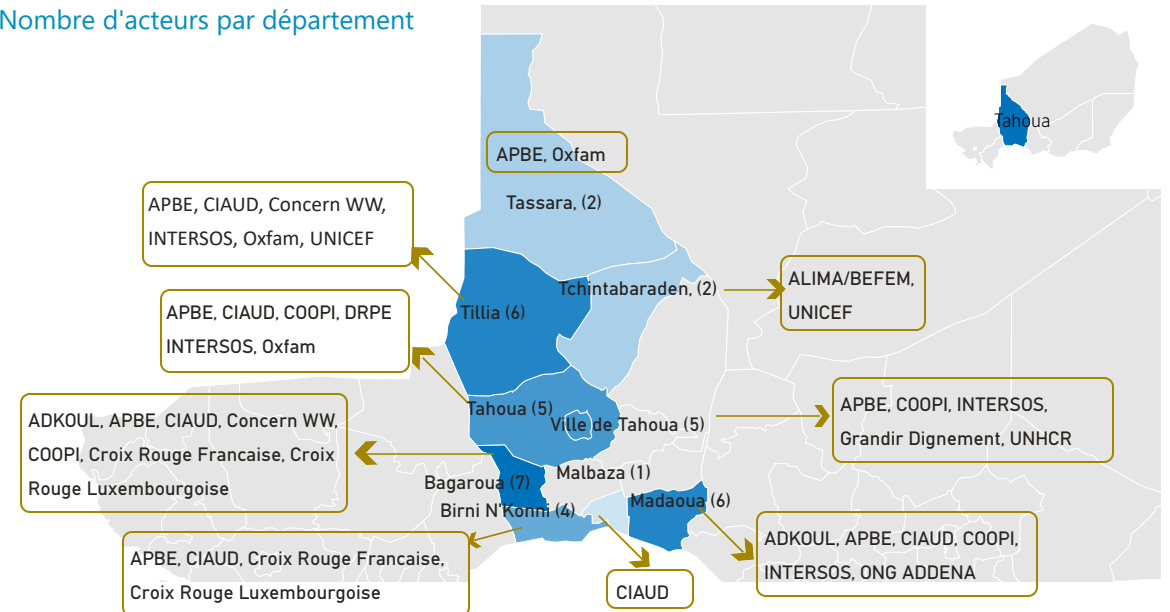 Nombre d'acteurs par département
Tahoua
APBE, Oxfam
Tassara, (2)
APBE, CIAUD, Concern WW,
INTERSOS, Oxfam, UNICEF
Tchintabaraden, (2)
ALIMA/BEFEM,
UNICEF
Tillia (6)
APBE, CIAUD, COOPI, DRPE
INTERSOS, Oxfam
Tahoua (5)
Ville de Tahoua (5)
APBE, COOPI, INTERSOS,
Grandir Dignement, UNHCR
ADKOUL, APBE, CIAUD, Concern WW,
COOPI, Croix Rouge Francaise, Croix
Rouge Luxembourgoise
Malbaza (1)
Bagaroua (7)
Madaoua (6)
Birni N'Konni (4)
APBE, CIAUD, Croix Rouge Francaise,
Croix Rouge Luxembourgoise
CIAUD
ADKOUL, APBE, CIAUD, COOPI,
INTERSOS, ONG ADDENA